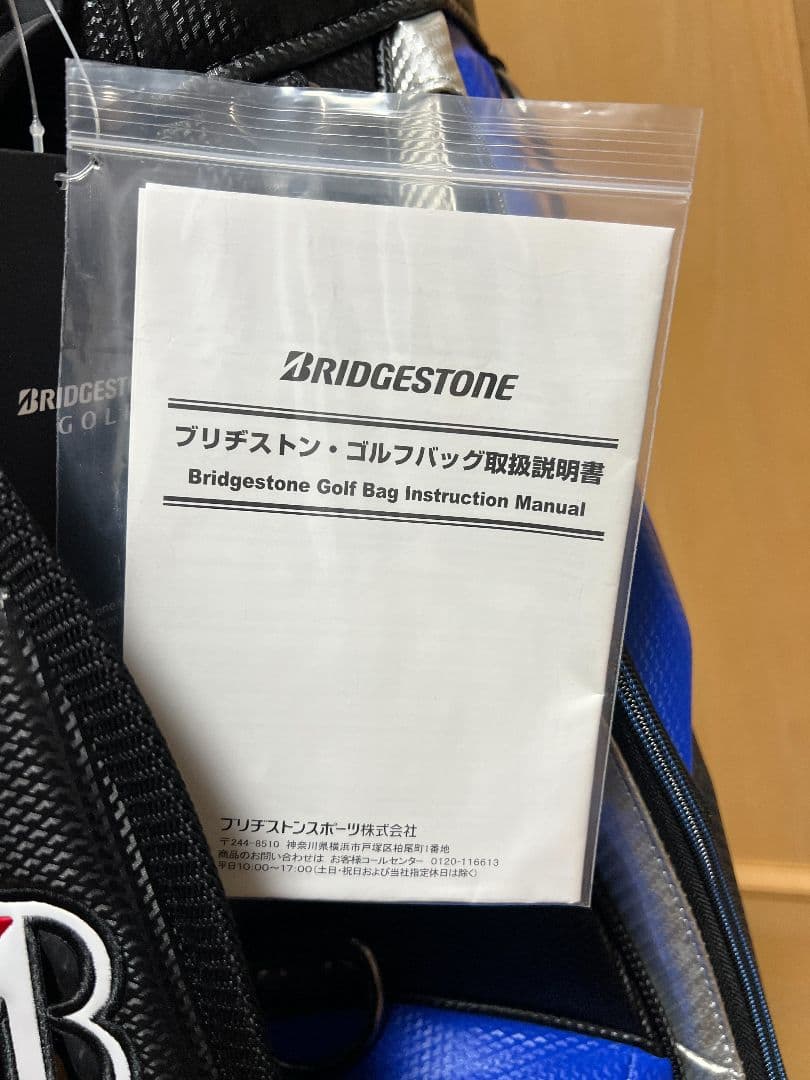 BRIDGESTONE
ブリヂストン・ゴルフバッグ取扱説明書
Bridgestone Golf Bag Instruction Manual
ブリヂストンスポーツ株式会社
〒244-8510 神奈川県横浜市戸塚区柏尾町1番地
商品のお問い合わせは お客様コールセンター 0120-116613
平日10:00～17:00(土日・祝日および当社指定休日は除く)
BRIDGEST
GOL
B